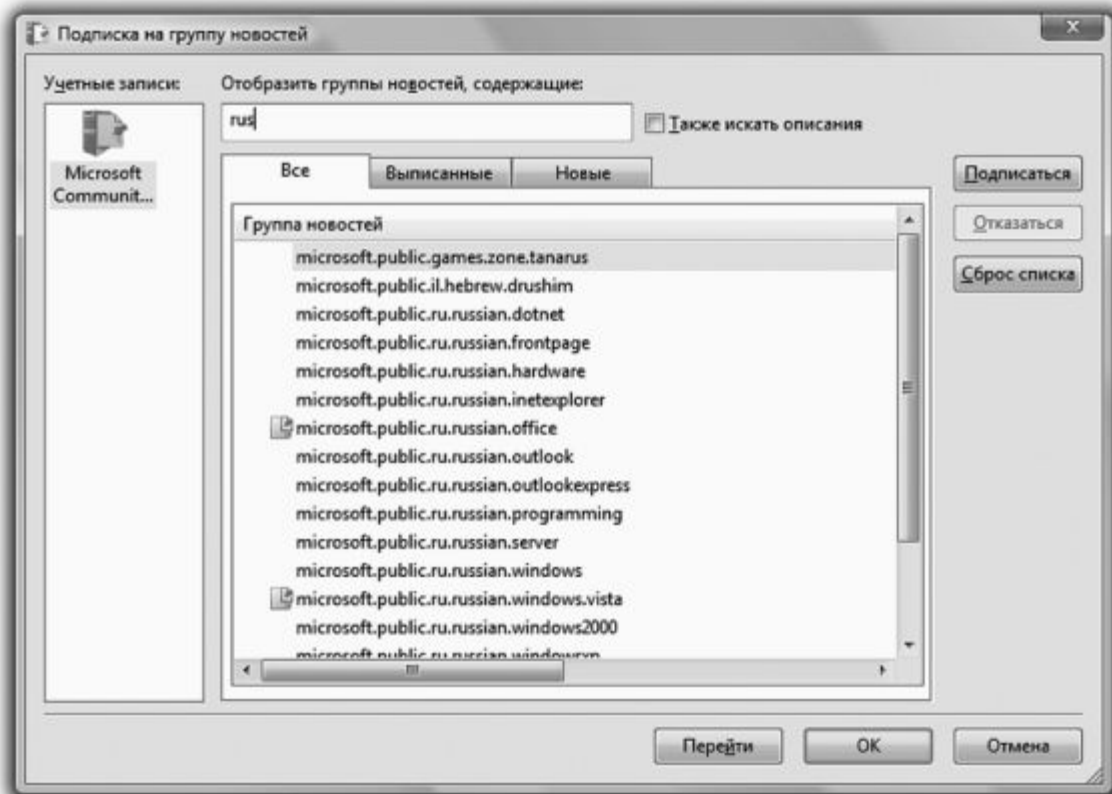 Подписка на группу новостей
X
Учетные записи:
Microsoft
Communit...
Отобразить группы новостей, содержащие:
rus
Также искать описания
Все
Выписанные
Новые
Группа новостей
microsoft.public.games.zone.tanarus
microsoft.public.il.hebrew.drushim
microsoft.public.ru.russian.dotnet
microsoft.public.ru.russian.frontpage
microsoft.public.ru.russian.hardware
microsoft.public.ru.russian.inetexplorer
microsoft.public.ru.russian.office
microsoft.public.ru.russian.outlook
microsoft.public.ru.russian.outlookexpress
microsoft.public.ru.russian.programming
microsoft.public.ru.russian.server
microsoft.public.ru.russian.windows
microsoft.public.ru.russian.windows.vista
microsoft.public.ru.russian.windows2000
microsoft.public.ru.russian.windowsxp
Подписаться
Отказаться
Сброс списка
Перейти
OK
Отмена